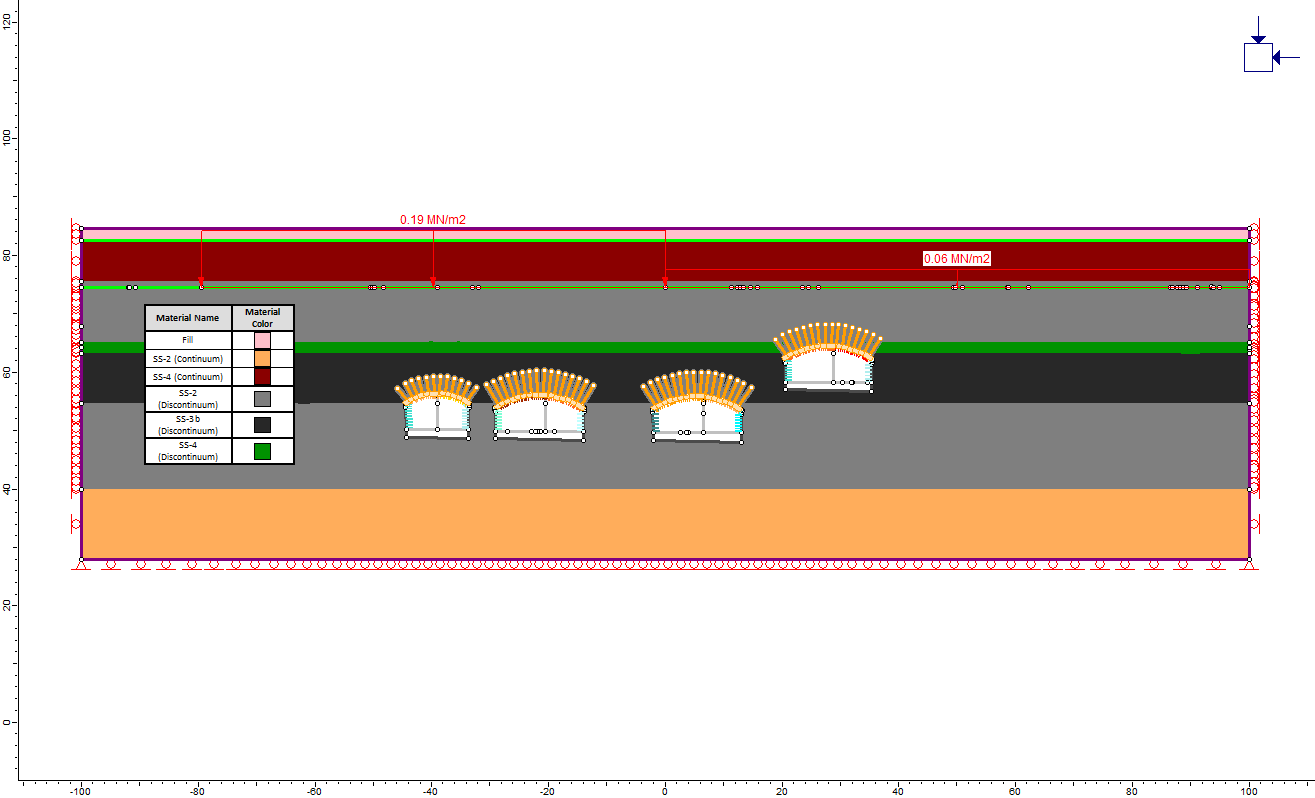 120
100
80
60
40
20
0
0.19 MN/m2
0.06 MN/m2
Material Name Material
Color
Fill
SS-2 (Continuum)
SS-4 (Continuum)
SS-2
(Discontinuum)
SS-3b
(Discontinuum)
SS-4
(Discontinuum)
-100 -80 -60 -40 -20 0 20 40 60 80 100